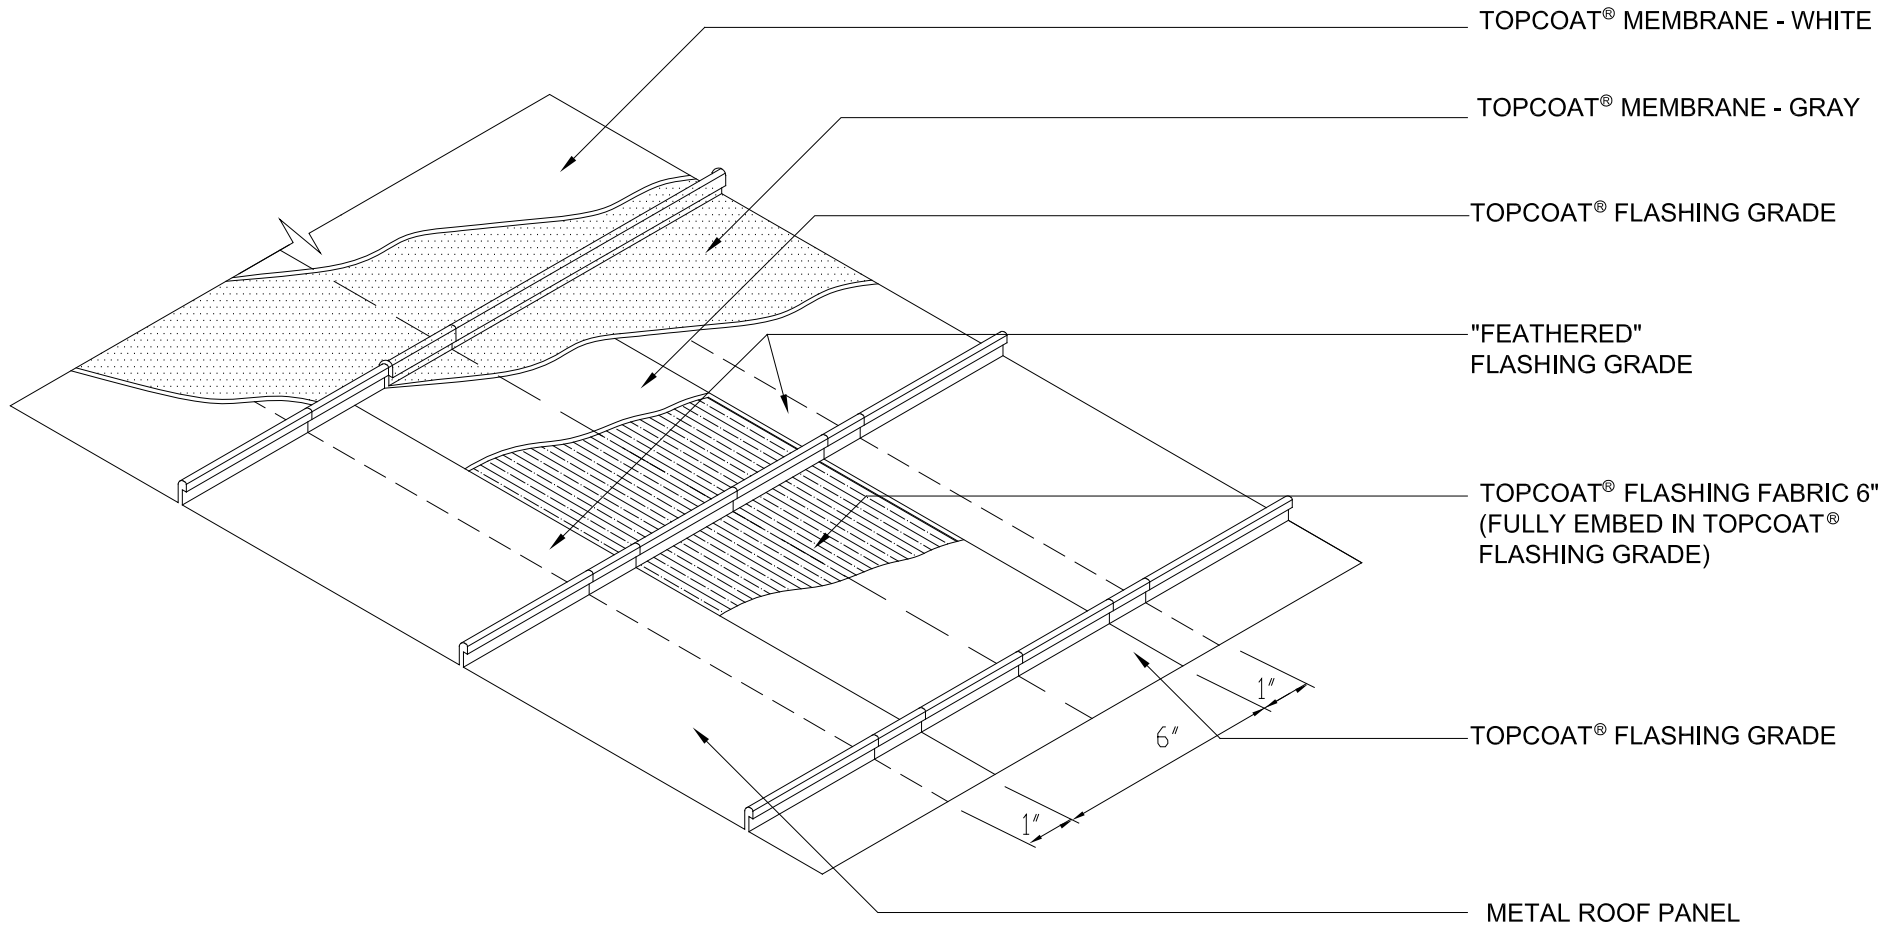 TOPCOAT® MEMBRANE - WHITE
TOPCOAT® MEMBRANE - GRAY
TOPCOAT® FLASHING GRADE
"FEATHERED"
FLASHING GRADE
TOPCOAT® FLASHING FABRIC 6"
(FULLY EMBED IN TOPCOAT®
FLASHING GRADE)
1"
6"
TOPCOAT® FLASHING GRADE
1"
METAL ROOF PANEL